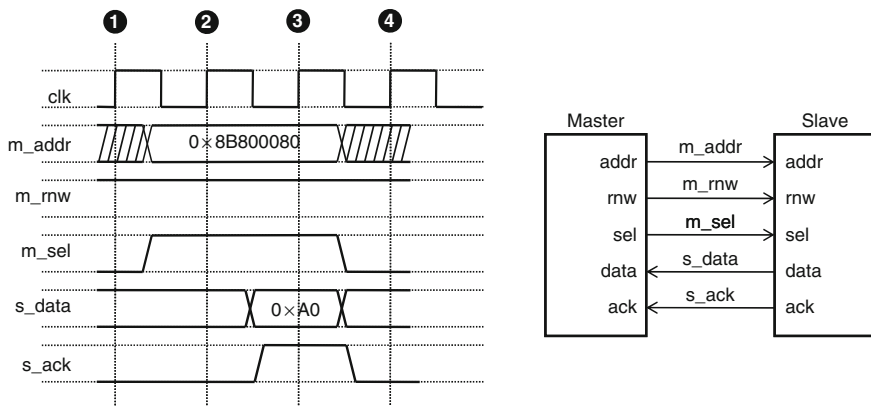 1 2 3 4
clk
m_addr 0×8B800080
m_rnw
m_sel
s_data 0×A0
s_ack
Master Slave
addr m_addr addr
rnw m_rnw rnw
sel m_sel sel
data s_data data
ack s_ack ack